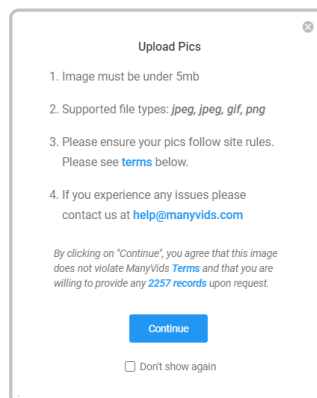 Upload Pics
1. Image must be under 5mb
2. Supported file types: jpeg, jpeg, gif, png
3. Please ensure your pics follow site rules.
Please see terms below.
4. If you experience any issues please
contact us at help@manyvids.com
By clicking on "Continue", you agree that this image
does not violate ManyVids Terms and that you are
willing to provide any 2257 records upon request.
Continue
Don't show again